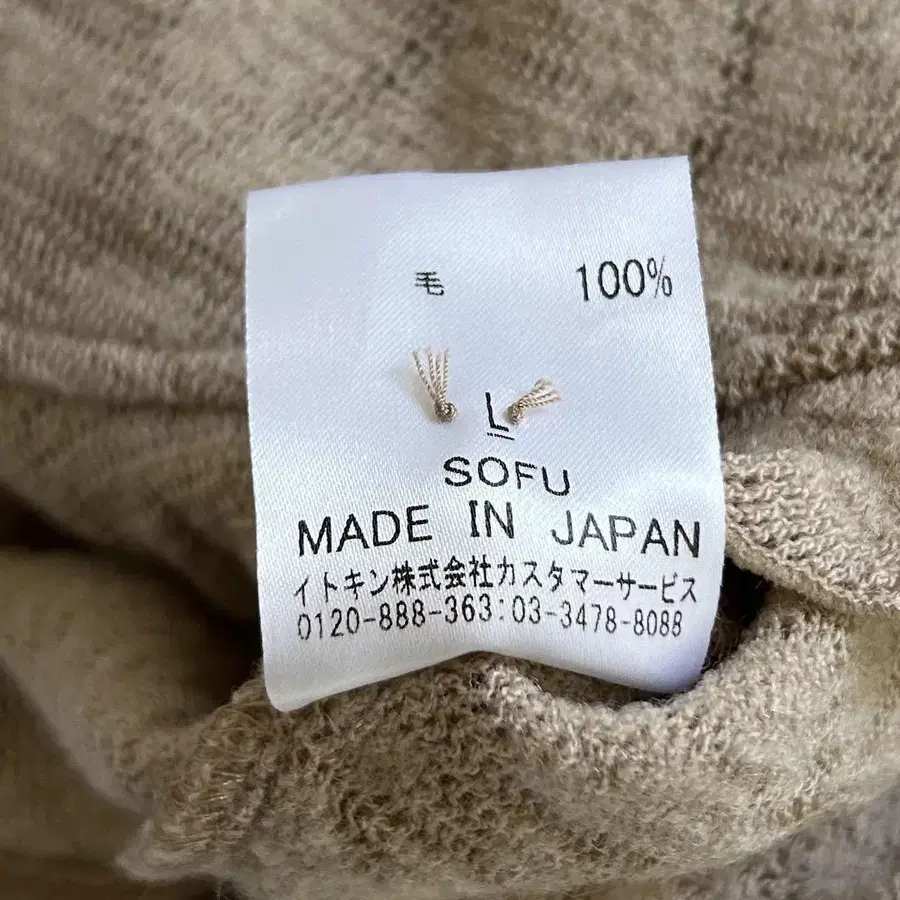 毛 100%
L
SOFU
MADE IN JAPAN
イトキン株式会社カスタマーサービス
0120-888-363:03-3478-8088